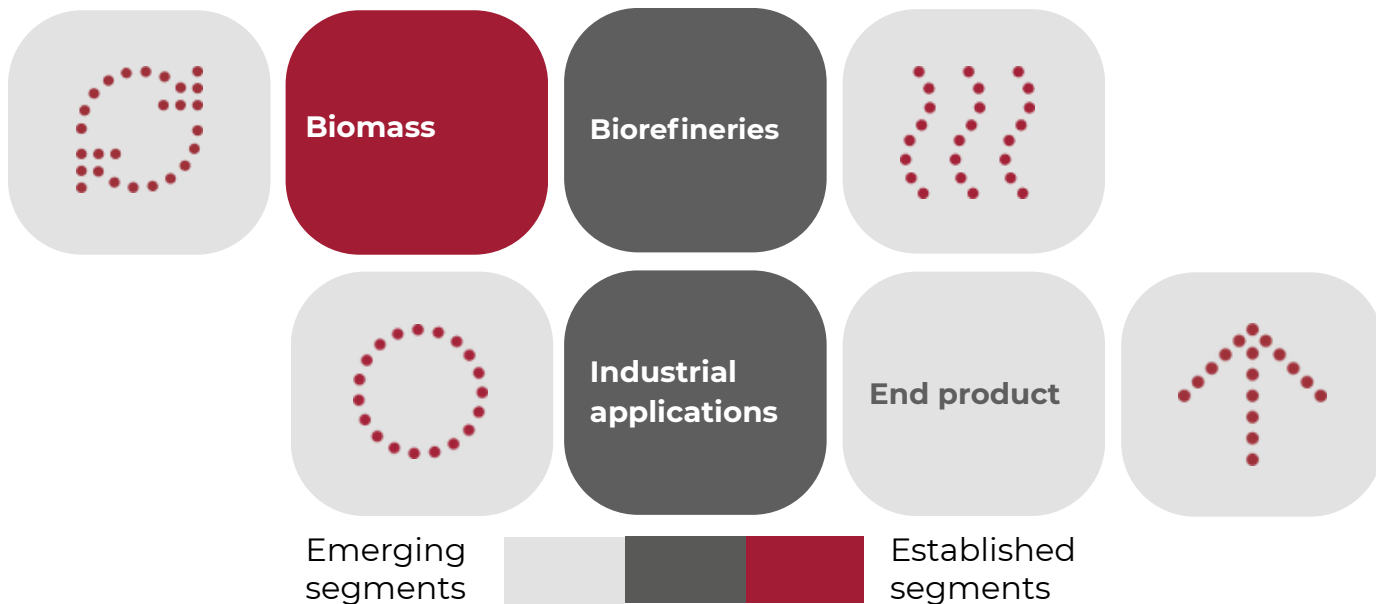 Biomass
Biorefineries
Industrial
applications
End product
Emerging
segments
Established
segments